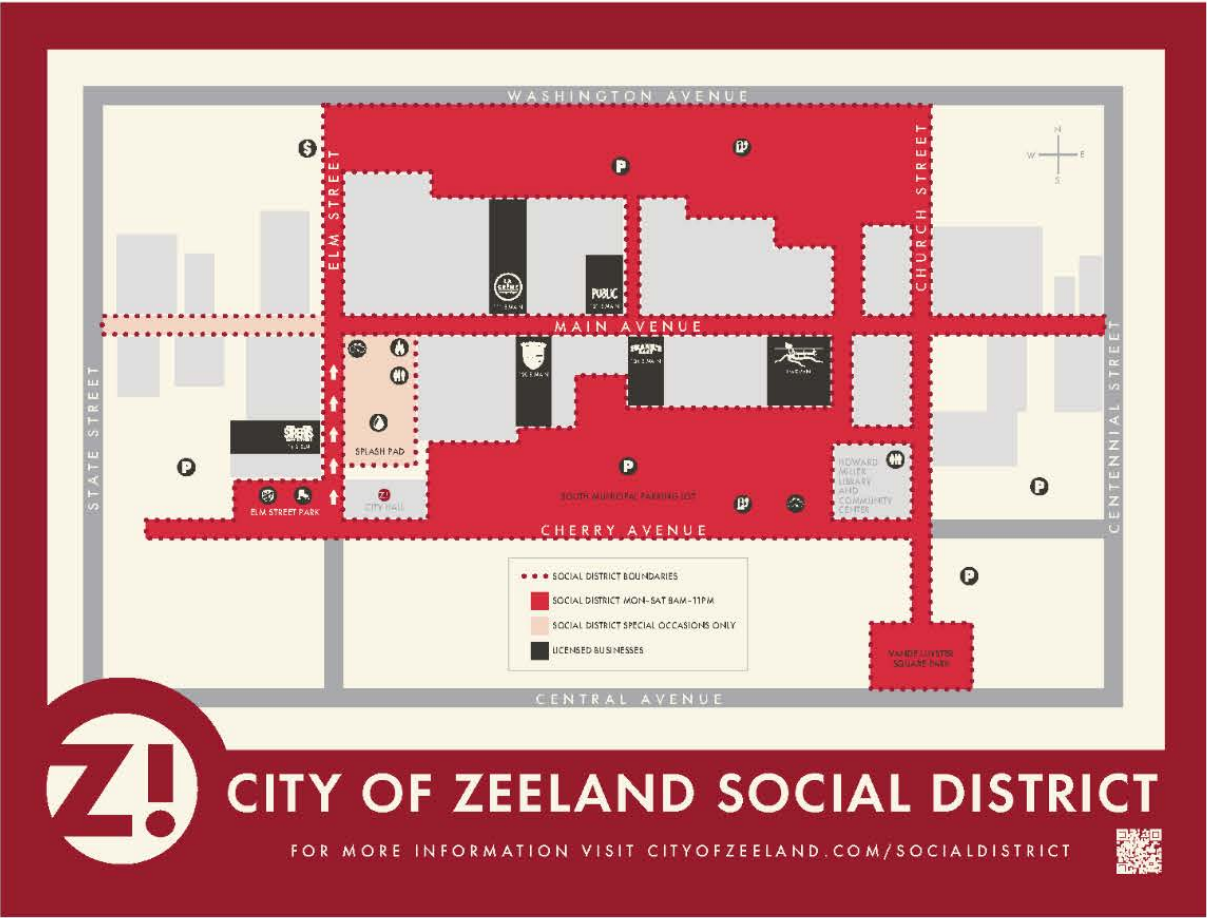 WASHINGTON AVENUE
$
P
ELM STREET
CHURCH STREET
N
W E
S
LA
PUBLIC
MAIN AVENUE
STATE STREET
CENTENNIAL STREET
SPLASH PAD
P
P
P
SOUTH MUNICIPAL PARKING LOT
HOWARD
MILLER
LIBRARY
AND
COMMUNITY
CENTER
ELM STREET PARK
Z!
CITY HALL
CHERRY AVENUE
P
SOCIAL DISTRICT BOUNDARIES
SOCIAL DISTRICT MON-SAT 8AM-11PM
SOCIAL DISTRICT SPECIAL OCCASIONS ONLY
LICENSED BUSINESSES
VANDE LUYSTER
SQUARE PARK
CENTRAL AVENUE
Z!
CITY OF ZEELAND SOCIAL DISTRICT
FOR MORE INFORMATION VISIT CITYOFZEELAND.COM/SOCIALDISTRICT